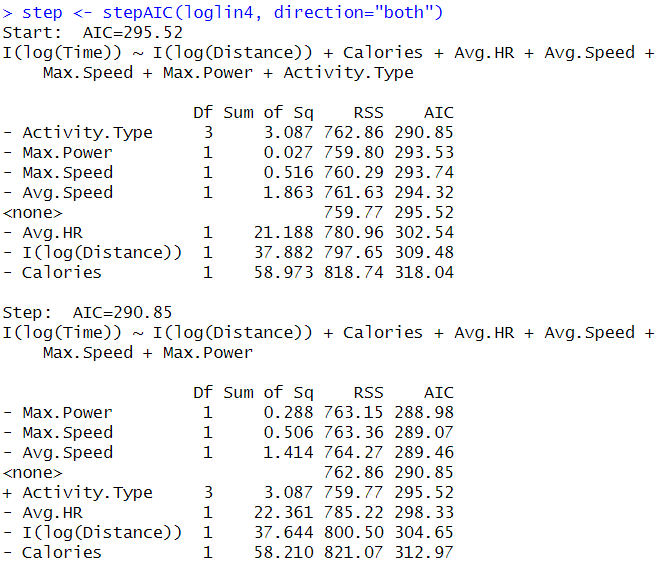 > step <- stepAIC(loglin4, direction="both")
Start:  AIC=295.52
I(log(Time)) ~ I(log(Distance)) + Calories + Avg.HR + Avg.Speed +
    Max.Speed + Max.Power + Activity.Type

                   Df Sum of Sq    RSS    AIC
- Activity.Type     3     3.087 762.86 290.85
- Max.Power         1     0.027 759.80 293.53
- Max.Speed         1     0.516 760.29 293.74
- Avg.Speed         1     1.863 761.63 294.32
<none>                          759.77 295.52
- Avg.HR            1    21.188 780.96 302.54
- I(log(Distance))  1    37.882 797.65 309.48
- Calories          1    58.973 818.74 318.04

Step:  AIC=290.85
I(log(Time)) ~ I(log(Distance)) + Calories + Avg.HR + Avg.Speed +
    Max.Speed + Max.Power

                   Df Sum of Sq    RSS    AIC
- Max.Power         1     0.288 763.15 288.98
- Max.Speed         1     0.506 763.36 289.07
- Avg.Speed         1     1.414 764.27 289.46
<none>                          762.86 290.85
+ Activity.Type     3     3.087 759.77 295.52
- Avg.HR            1    22.361 785.22 298.33
- I(log(Distance))  1    37.644 800.50 304.65
- Calories          1    58.210 821.07 312.97